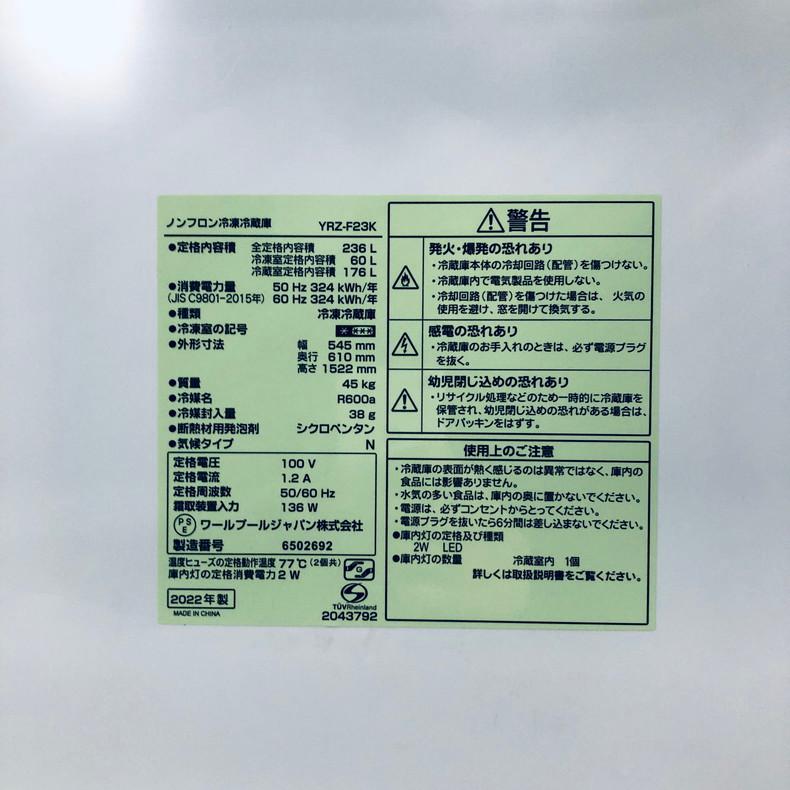 ノンフロン冷凍冷蔵庫 YRZ-F23K
●定格内容積 全定格内容積 236 L
冷凍室定格内容積 60 L
冷蔵室定格内容積 176 L
●消費電力量 50 Hz 324 kWh/年
(JIS C9801-2015年) 60 Hz 324 kWh/年
●種類 冷凍冷蔵庫
●冷凍室の記号
●外形寸法 幅 545 mm
奥行 610 mm
高さ 1522 mm
●質量 45 kg
●冷媒名 R600a
●冷媒封入量 38 g
●断熱材用発泡剤 シクロペンタン
●気候タイプ N
定格電圧 100 V
定格電流 1.2 A
定格周波数 50/60 Hz
霜取装置入力 136 W
PSE ワールプールジャパン株式会社
製造番号 6502692
温度ヒューズの定格動作温度 77℃ (2個共)
庫内灯の定格消費電力 2 W
2022年製
MADE IN CHINA
TÜVRheinland
2043792
警告
発火・爆発の恐れあり
・冷蔵庫本体の冷却回路(配管)を傷つけない。
・冷蔵庫内で電気製品を使用しない。
・冷却回路(配管)を傷つけた場合は、火気の
使用を避け、窓を開けて換気する。
感電の恐れあり
・冷蔵庫のお手入れのときは、必ず電源プラグ
を抜く。
幼児閉じ込めの恐れあり
・リサイクル処理などのため一時的に冷蔵庫を
保管され、幼児閉じ込めの恐れがある場合は、
ドアパッキンをはずす。
使用上のご注意
・冷蔵庫の表面が熱く感じるのは異常ではなく、庫内の
食品には影響ありません。
・水気の多い食品は、庫内の奥に置かないでください。
・電源は、必ずコンセントからとってください。
・電源プラグを抜いたら6分間は差し込まないでください。
●庫内灯の定格及び種類
2W LED
●庫内灯の数量 冷蔵室内 1個
詳しくは取扱説明書をご覧ください。